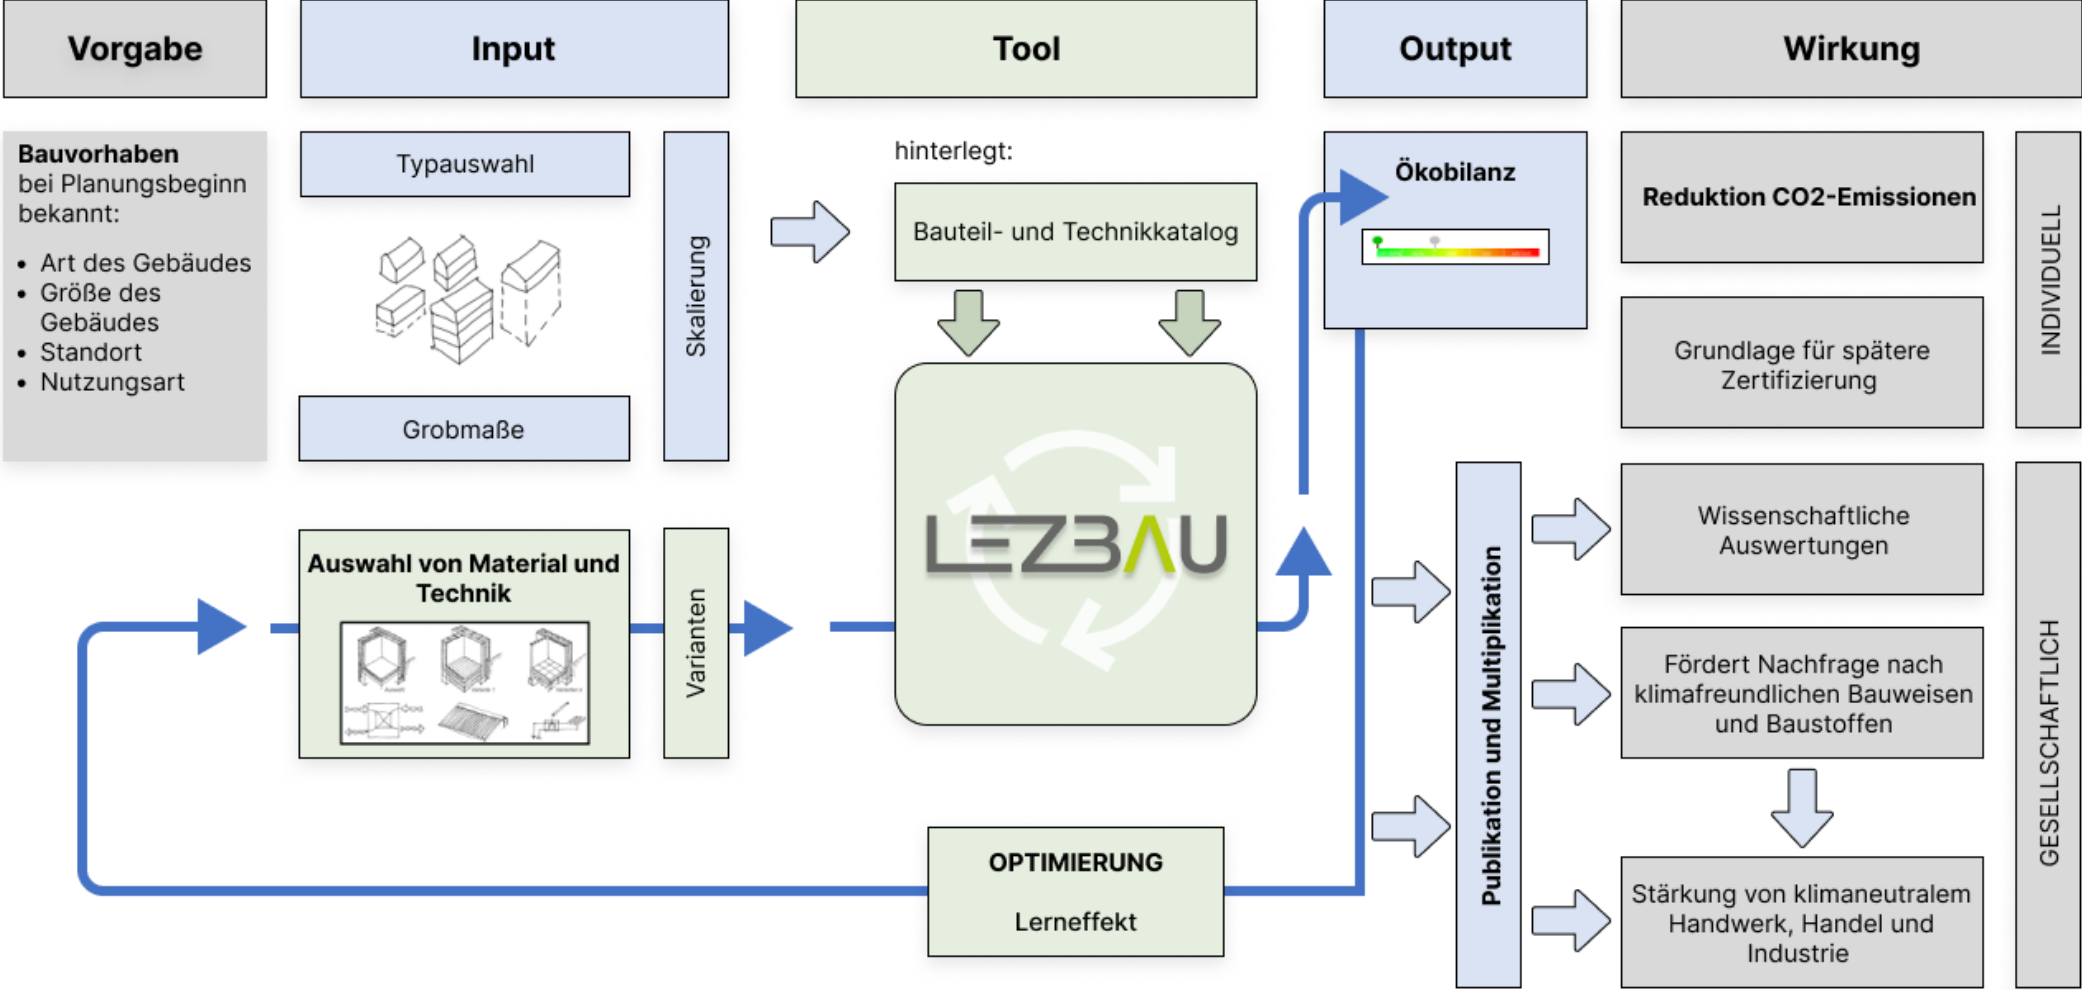 Vorgabe
Input
Tool
Output
Wirkung
Bauvorhaben
bei Planungsbeginn
bekannt:
• Art des Gebäudes
• Größe des
Gebäudes
• Standort
• Nutzungsart
Typauswahl
Grobmaße
Skalierung
hinterlegt:
Bauteil- und Technikkatalog
LEZBAU
Auswahl von Material und
Technik
Auswahl
Variante 1
Varianten
OPTIMIERUNG
Lerneffekt
Ökobilanz
Publikation und Multiplikation
Reduktion CO2-Emissionen
Grundlage für spätere
Zertifizierung
INDIVIDUELL
Wissenschaftliche
Auswertungen
Fördert Nachfrage nach
klimafreundlichen Bauweisen
und Baustoffen
Stärkung von klimaneutralem
Handwerk, Handel und
Industrie
GESELLSCHAFTLICH